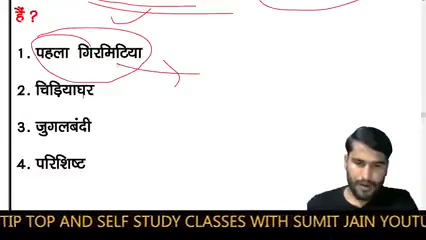 हैं ?
1. पहला गिरमिटिया
2. चिड़ियाघर
3. जुगलबंदी
4. परिशिष्ट
TIP TOP AND SELF STUDY CLASSES WITH SUMIT JAIN YOUTU